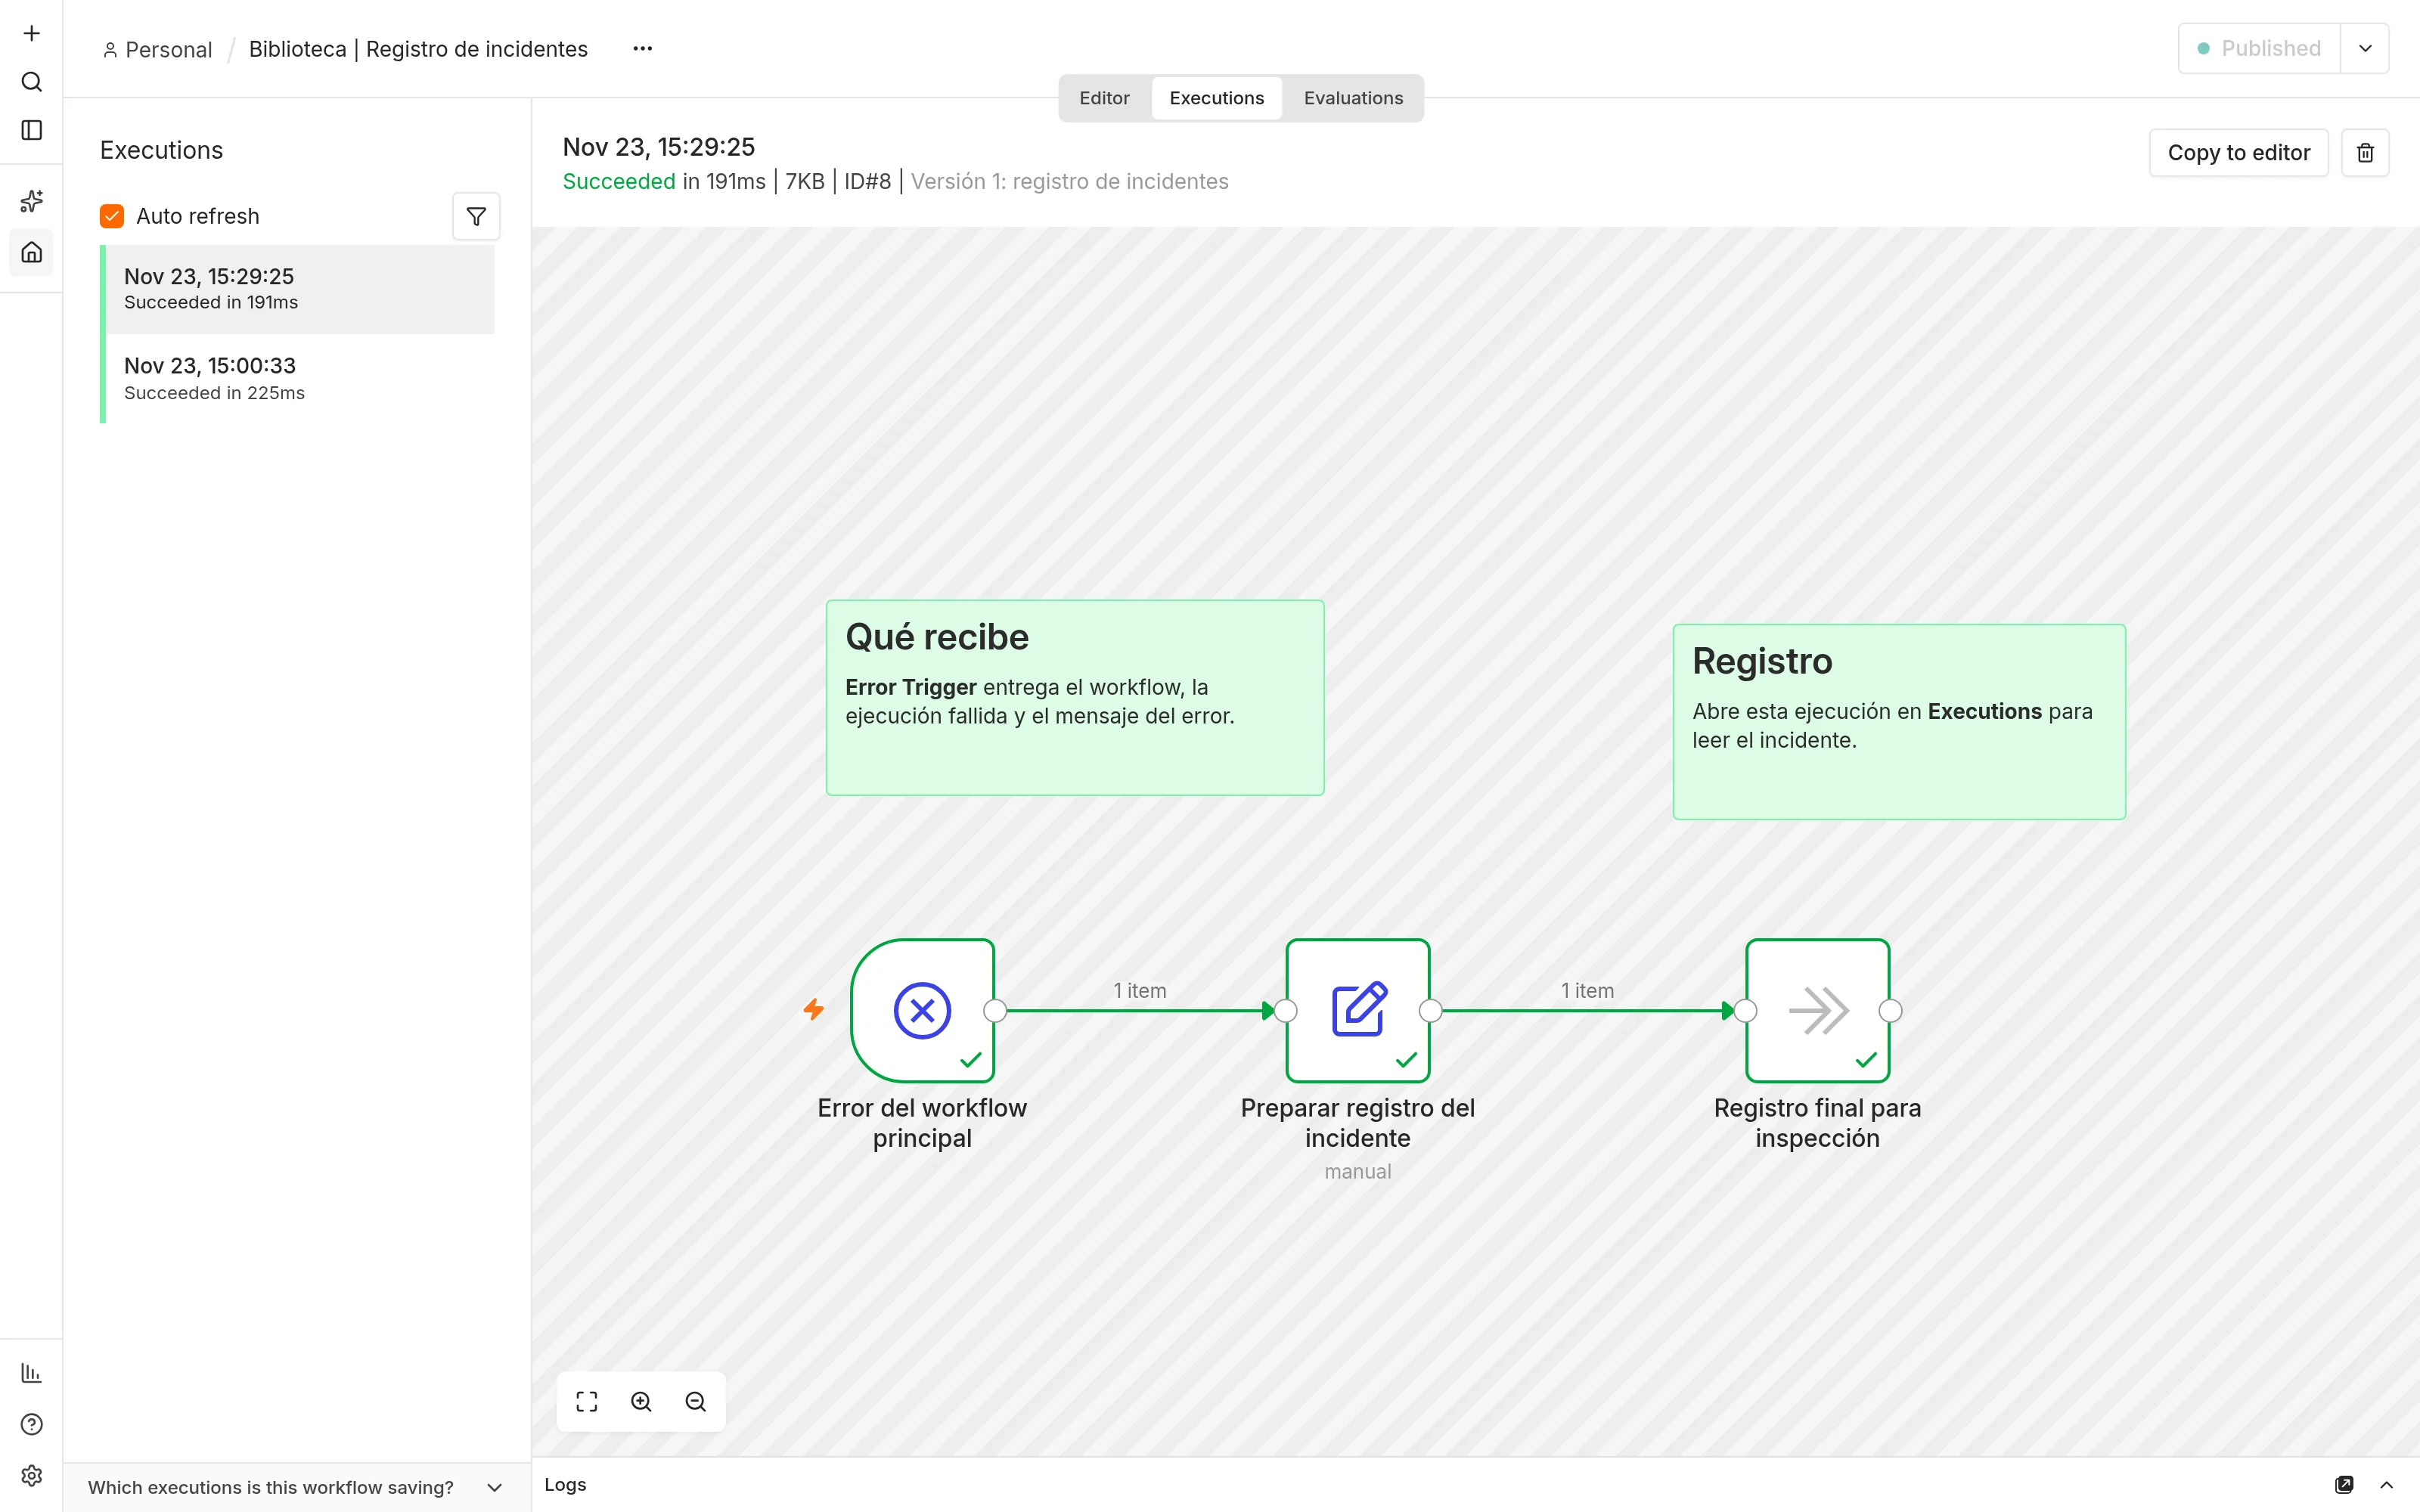 Personal / Biblioteca | Registro de incidentes
Published
Editor
Executions
Evaluations
Executions
Auto refresh
Nov 23, 15:29:25
Succeeded in 191ms
Nov 23, 15:00:33
Succeeded in 225ms
Which executions is this workflow saving?
Nov 23, 15:29:25
Succeeded in 191ms | 7KB | ID#8 | Versión 1: registro de incidentes
Copy to editor
Qué recibe
Error Trigger entrega el workflow, la
ejecución fallida y el mensaje del error.
Registro
Abre esta ejecución en Executions para
leer el incidente.
1 item
1 item
Error del workflow
principal
Preparar registro del
incidente
manual
Registro final para
inspección
Logs